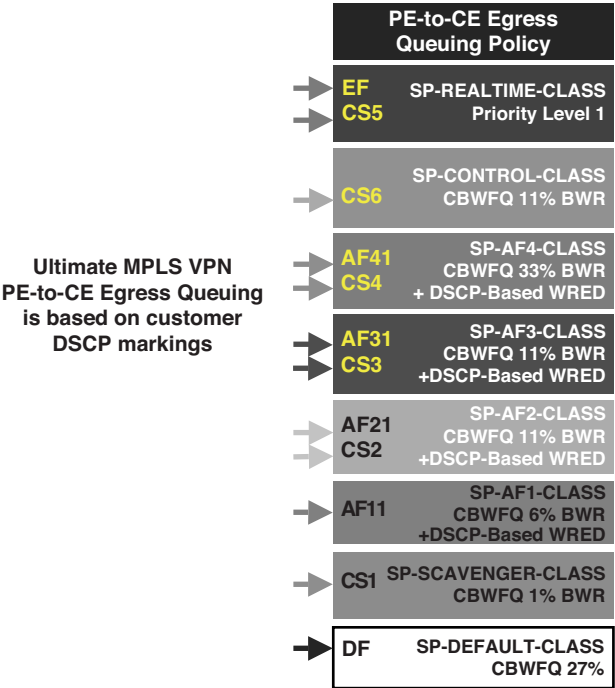 PE-to-CE Egress
Queuing Policy
EF SP-REALTIME-CLASS
CS5 Priority Level 1
SP-CONTROL-CLASS
CS6 CBWFQ 11% BWR
Ultimate MPLS VPN
PE-to-CE Egress Queuing
is based on customer
DSCP markings
SP-AF4-CLASS
AF41 CBWFQ 33% BWR
CS4 + DSCP-Based WRED
SP-AF3-CLASS
AF31 CBWFQ 11% BWR
CS3 +DSCP-Based WRED
SP-AF2-CLASS
AF21 CBWFQ 11% BWR
CS2 +DSCP-Based WRED
SP-AF1-CLASS
AF11 CBWFQ 6% BWR
+DSCP-Based WRED
CS1 SP-SCAVENGER-CLASS
CBWFQ 1% BWR
DF SP-DEFAULT-CLASS
CBWFQ 27%